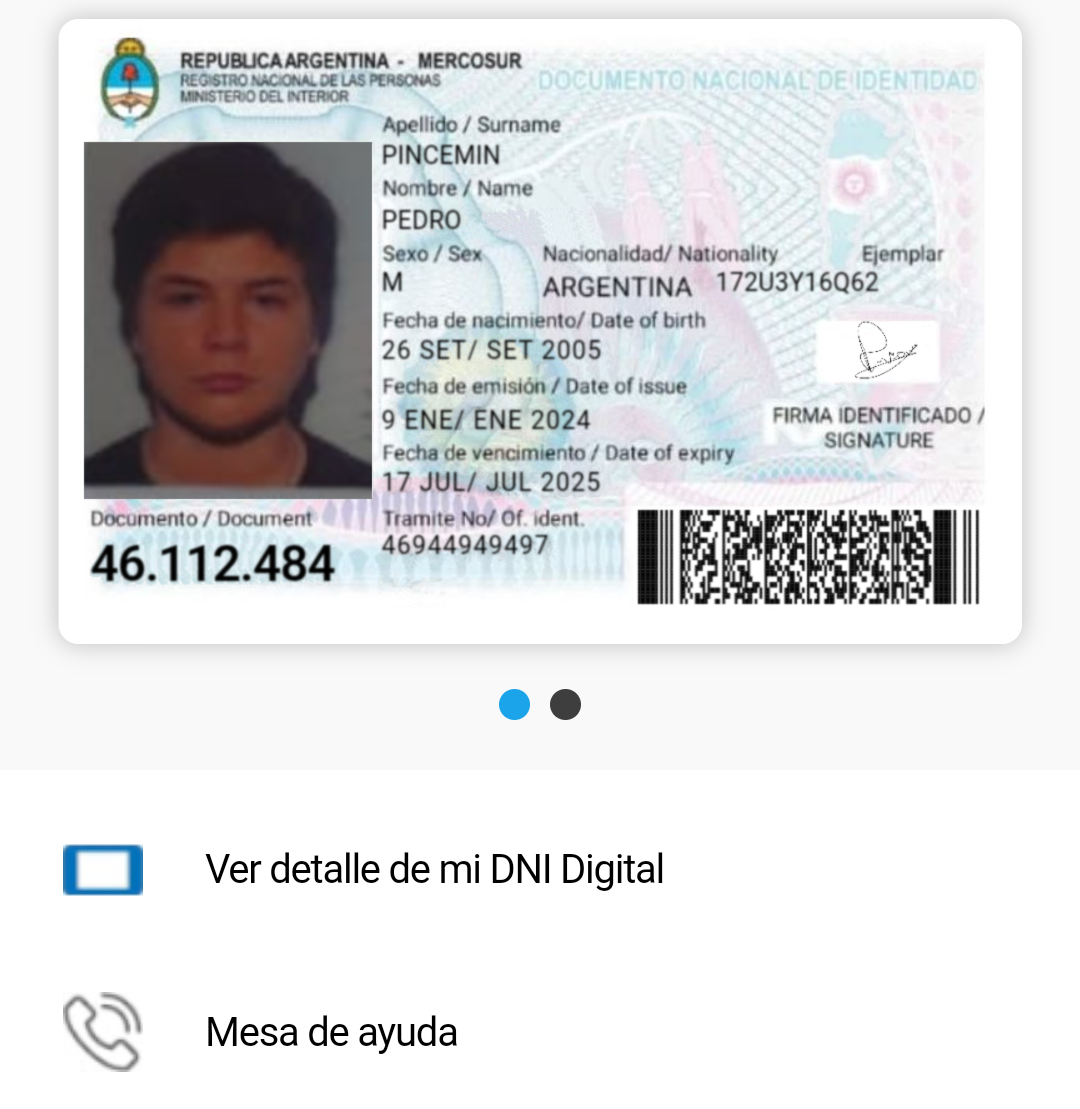 REPUBLICA ARGENTINA - MERCOSUR
REGISTRO NACIONAL DE LAS PERSONAS
MINISTERIO DEL INTERIOR
DOCUMENTO NACIONAL DE IDENTIDAD
Apellido / Surname
PINCEMIN
Nombre / Name
PEDRO
Sexo / Sex Nacionalidad/ Nationality Ejemplar
M ARGENTINA 172U3Y16Q62
Fecha de nacimiento/ Date of birth
26 SET/ SET 2005
Fecha de emisión / Date of issue
9 ENE/ ENE 2024
Fecha de vencimiento / Date of expiry
17 JUL/ JUL 2025
FIRMA IDENTIFICADO /
SIGNATURE
Documento / Document
46.112.484
Tramite No/ Of. ident.
46944949497
Ver detalle de mi DNI Digital
Mesa de ayuda